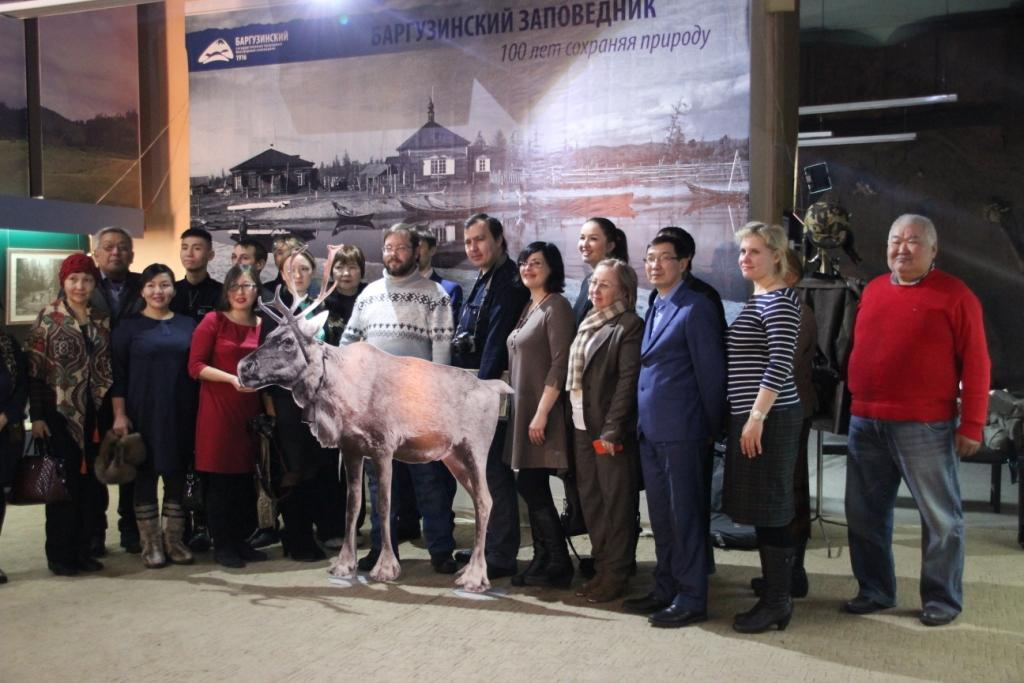 БАРГУЗИНСКИЙ
1916
БАРГУЗИНСКИЙ ЗАПОВЕДНИК
100 лет сохраняя природу